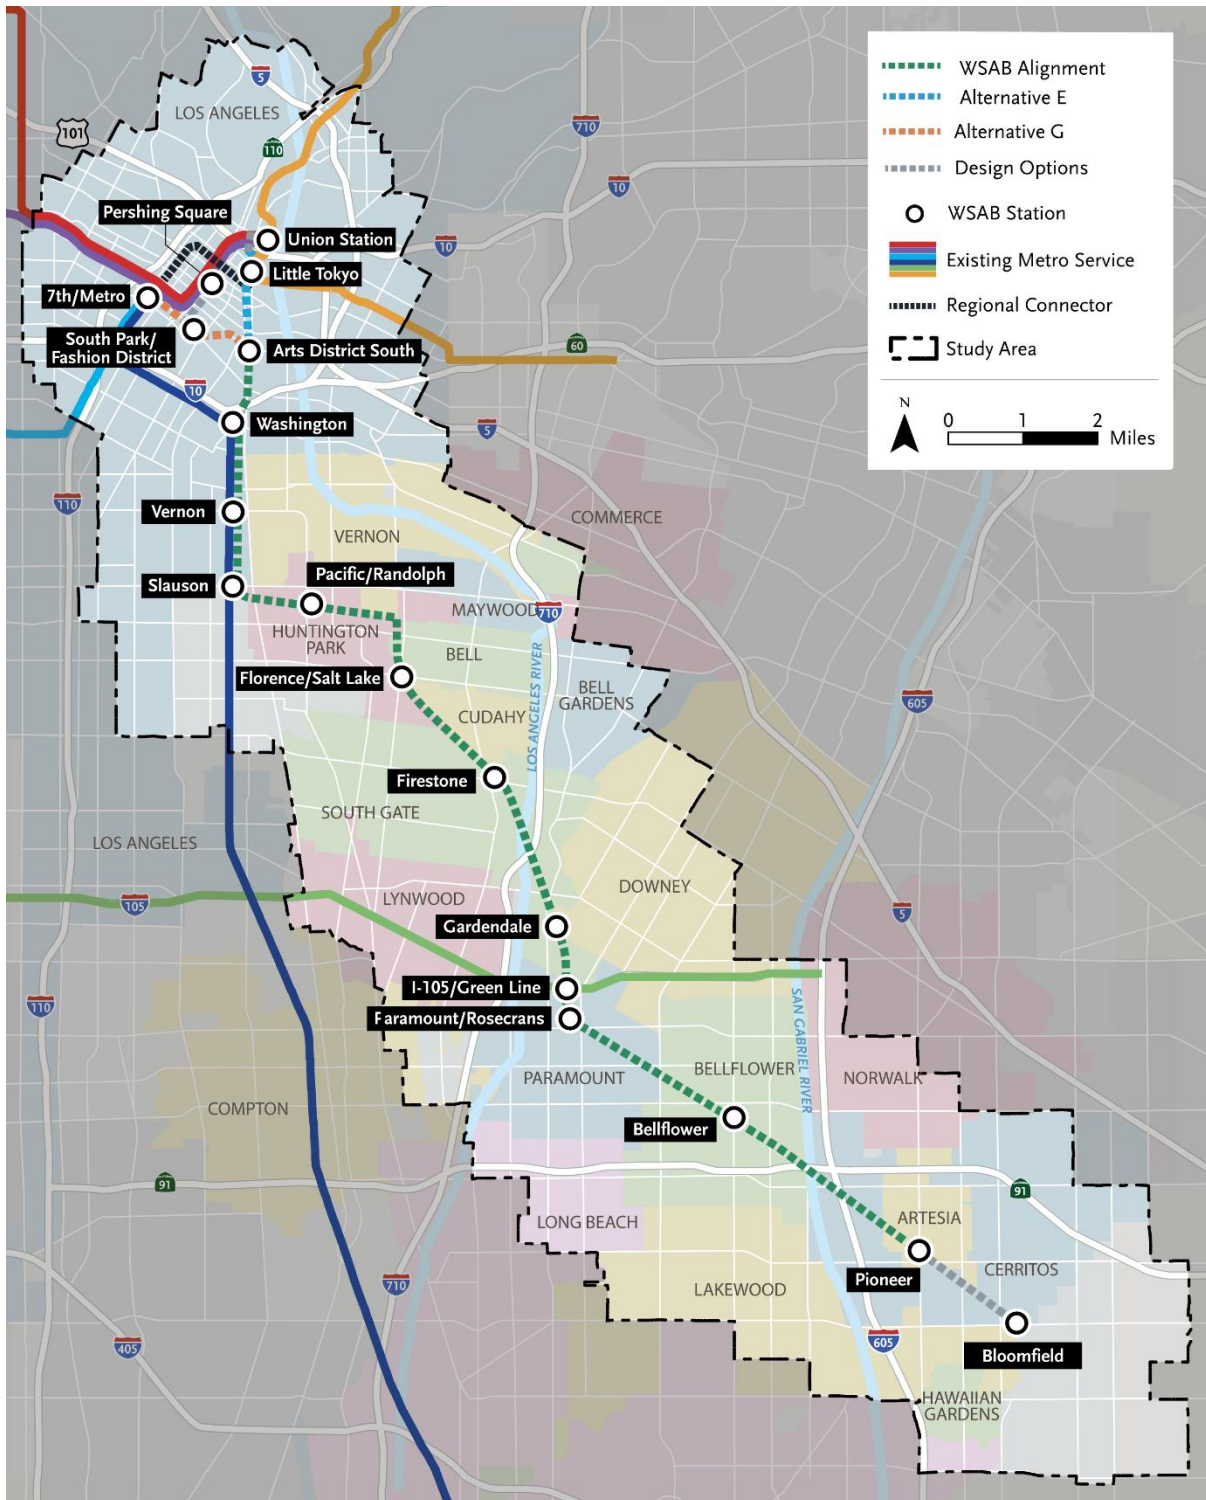 WSAB Alignment
Alternative E
Alternative G
Design Options
WSAB Station
Existing Metro Service
Regional Connector
Study Area
N
0 1 2
Miles
5
LOS ANGELES
101
110
710
10
Pershing Square
Union Station
10
Little Tokyo
7th/Metro
South Park/
Fashion District
Arts District South
60
10
Washington
5
110
Vernon
COMMERCE
VERNON
Slauson
Pacific/Randolph
MAYWOOD
710
HUNTINGTON
PARK
BELL
LOS ANGELES RIVER
Florence/Salt Lake
BELL
GARDENS
605
CUDAHY
Firestone
SOUTH GATE
LOS ANGELES
DOWNEY
LYNWOOD
105
5
Gardendale
I-105/Green Line
110
SAN GABRIEL RIVER
Paramount/Rosecrans
PARAMOUNT
BELLFLOWER
NORWALK
COMPTON
Bellflower
91
91
LONG BEACH
ARTESIA
Pioneer
CERRITOS
710
LAKEWOOD
405
605
Bloomfield
HAWAIIAN
GARDENS